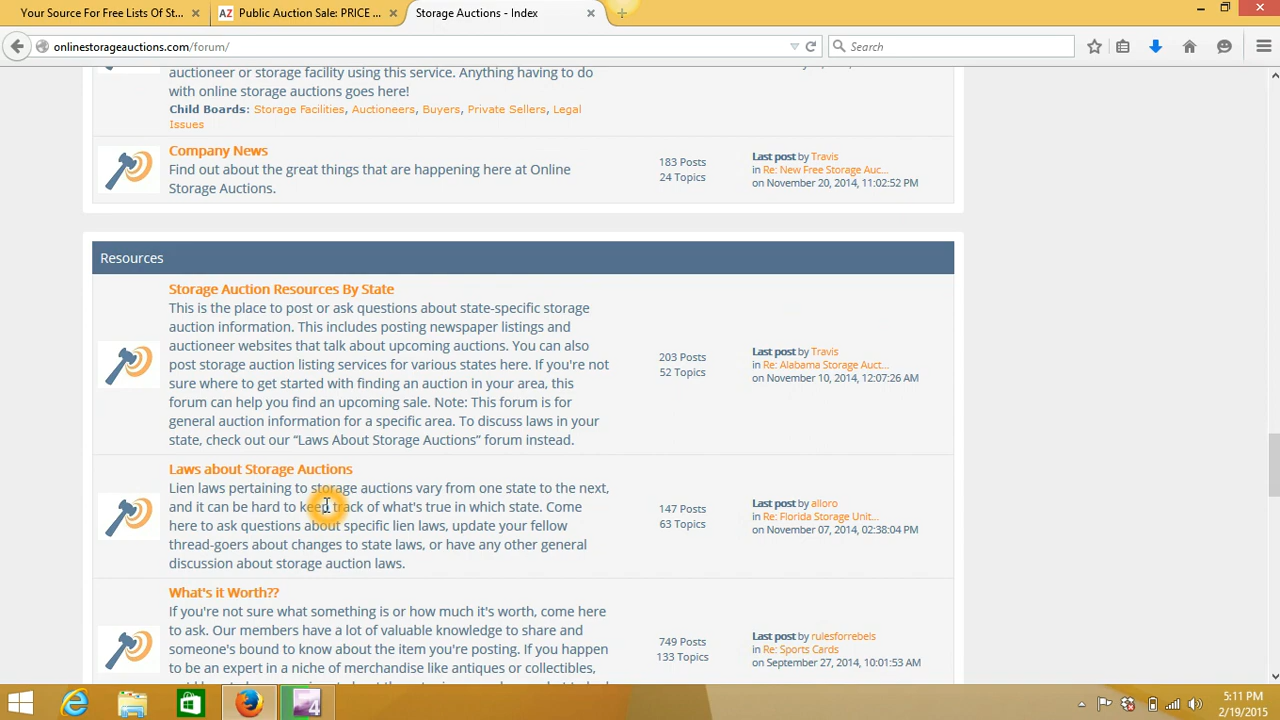 Your Source For Free Lists Of St...
AZ Public Auction Sale: PRICE ...
Storage Auctions - Index
onlinestorageauctions.com/forum/
Search
auctioneer or storage facility using this service. Anything having to do
with online storage auctions goes here!
Child Boards: Storage Facilities, Auctioneers, Buyers, Private Sellers, Legal
Issues
Company News
Find out about the great things that are happening here at Online
Storage Auctions.
183 Posts
24 Topics
Last post by Travis
in Re: New Free Storage Auc...
on November 20, 2014, 11:02:52 PM
Resources
Storage Auction Resources By State
This is the place to post or ask questions about state-specific storage
auction information. This includes posting newspaper listings and
auctioneer websites that talk about upcoming auctions. You can also
post storage auction listing services for various states here. If you're not
sure where to get started with finding an auction in your area, this
forum can help you find an upcoming sale. Note: This forum is for
general auction information for a specific area. To discuss laws in your
state, check out our “Laws About Storage Auctions” forum instead.
203 Posts
52 Topics
Last post by Travis
in Re: Alabama Storage Auct...
on November 10, 2014, 12:07:26 AM
Laws about Storage Auctions
Lien laws pertaining to storage auctions vary from one state to the next,
and it can be hard to keep track of what's true in which state. Come
here to ask questions about specific lien laws, update your fellow
thread-goers about changes to state laws, or have any other general
discussion about storage auction laws.
147 Posts
63 Topics
Last post by alloro
in Re: Florida Storage Unit...
on November 07, 2014, 02:38:04 PM
What's it Worth??
If you're not sure what something is or how much it's worth, come here
to ask. Our members have a lot of valuable knowledge to share and
someone's bound to know about the item you're posting. If you happen
to be an expert in a niche of merchandise like antiques or collectibles,
749 Posts
133 Topics
Last post by rulesforrebels
in Re: Sports Cards
on September 27, 2014, 10:01:53 AM
4
5:11 PM
2/19/2015